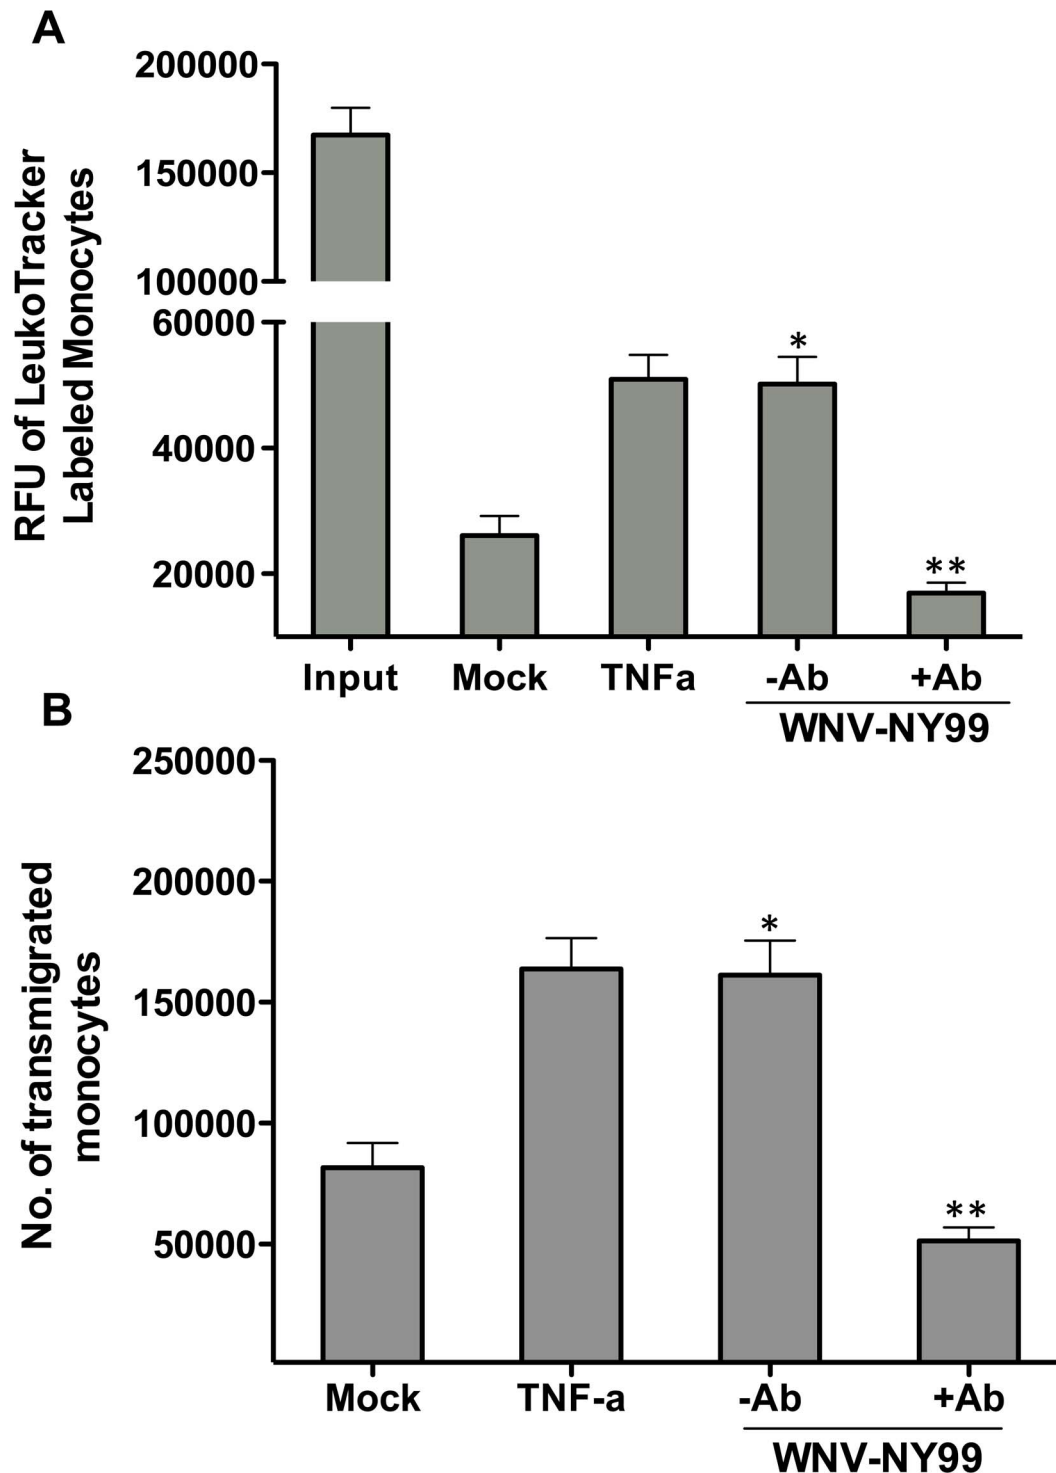 A
RFU of LeukoTracker
Labeled Monocytes
200000
150000
100000
60000
40000
20000
*
**
Input Mock TNFa -Ab +Ab
WNV-NY99
B
No. of transmigrated
monocytes
250000
200000
150000
100000
50000
*
**
Mock TNF-a -Ab +Ab
WNV-NY99